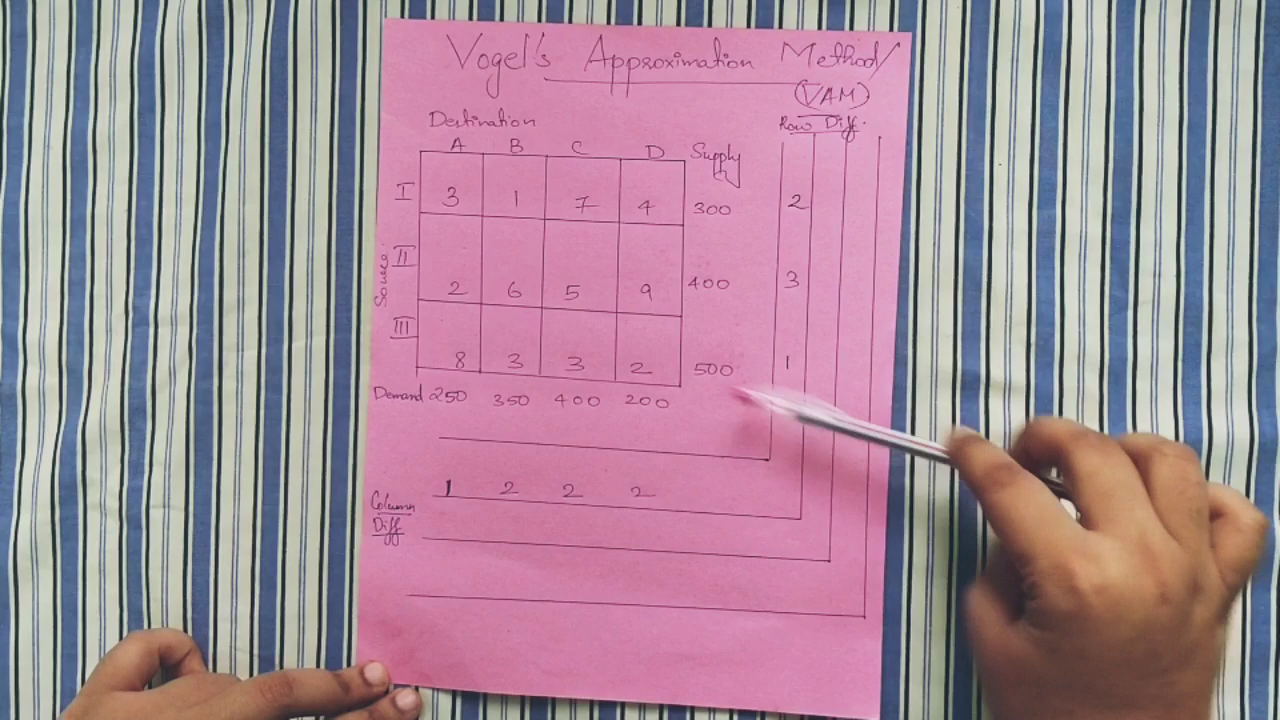 Vogel's Approximation Method
(VAM)
Destination
Row Diff.
A B C D Supply
I 3 1 7 4 300 2
Source
II 2 6 5 9 400 3
III 8 3 3 2 500 1
Demand 250 350 400 200
1 2 2 2
Column
Diff